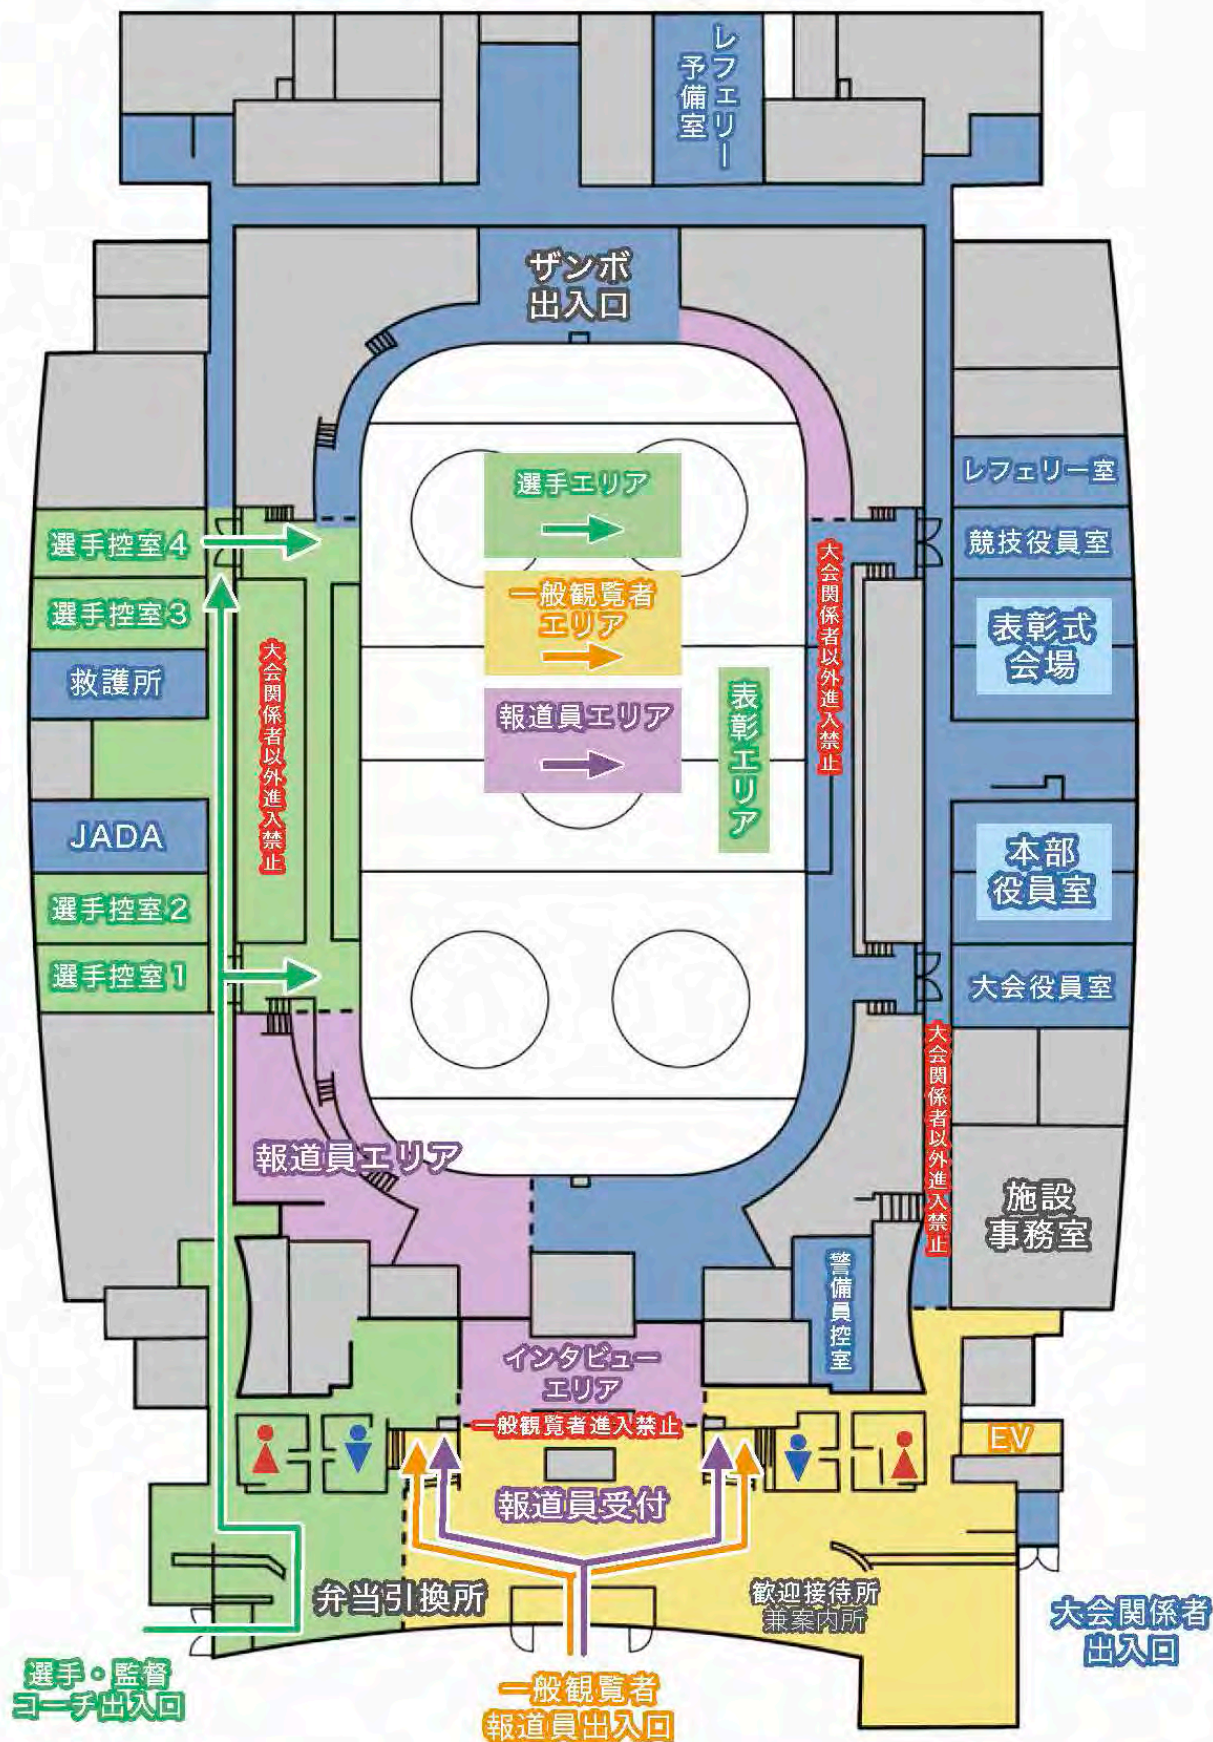 レフェリー
予備室
ザンボ
出入口
レフェリー室
選手エリア
選手控室4
競技役員室
大会関係者以外進入禁止
一般観覧者
エリア
選手控室3
表彰式
会場
大会関係者以外進入禁止
救護所
表彰エリア
報道員エリア
JADA
本部
役員室
選手控室2
選手控室1
大会役員室
大会関係者以外進入禁止
報道員エリア
施設
事務室
警備員控室
インタビュー
エリア
一般観覧者進入禁止
EV
報道員受付
弁当引換所
歓迎接待所
兼案内所
大会関係者
出入口
選手・監督
コーチ出入口
一般観覧者
報道員出入口